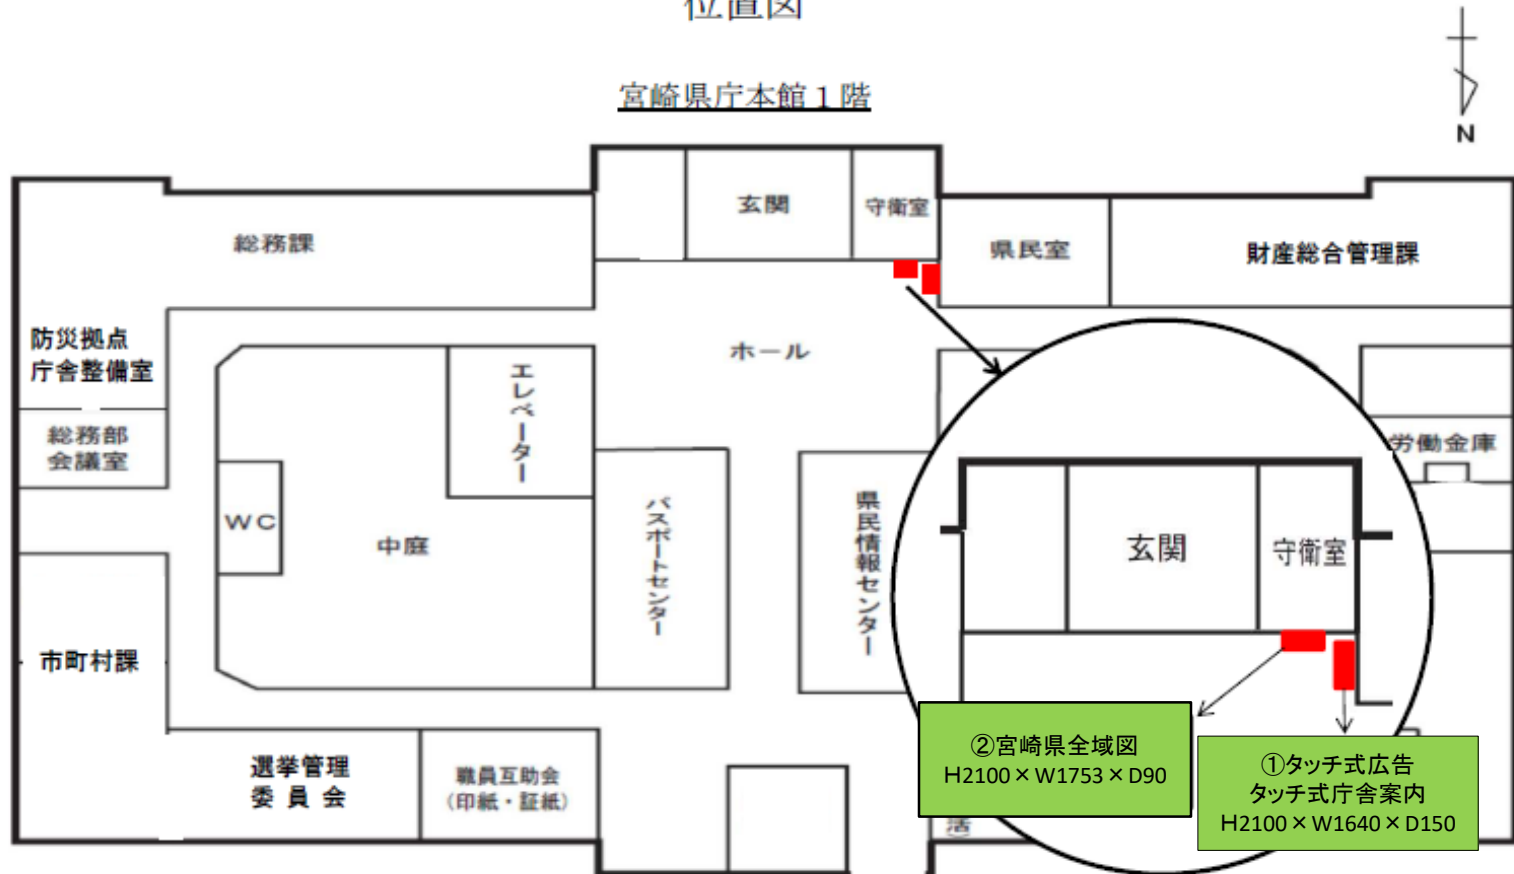 位置図
宮崎県庁本館１階
N
玄関
守衛室
総務課
県民室
財産総合管理課
防災拠点
庁舎整備室
ホール
エレベーター
総務部
会議室
労働金庫
WC
中庭
パスポートセンター
県民情報センター
玄関
守衛室
市町村課
②宮崎県全域図
H2100×W1753×D90
①タッチ式広告
タッチ式庁舎案内
H2100×W1640×D150
選挙管理
委員会
職員互助会
（印紙・証紙）